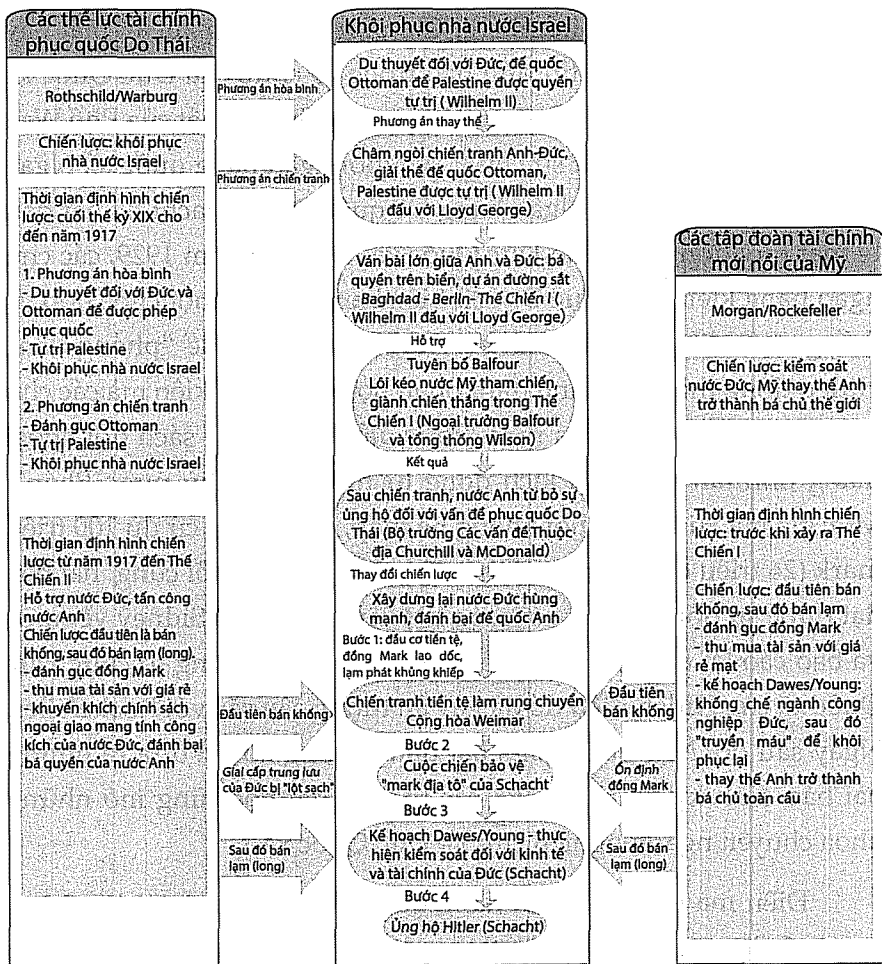 Các thế lực tài chính
phục quốc Do Thái
Rothschild/Warburg
Chiến lược: khôi phục
nhà nước Israel
Thời gian định hình chiến
lược: cuối thế kỷ XIX cho
đến năm 1917
1. Phương án hòa bình
- Du thuyết đối với Đức và
Ottoman để được phép
phục quốc
- Tự trị Palestine
- Khôi phục nhà nước Israel
2. Phương án chiến tranh
- Đánh gục Ottoman
- Tự trị Palestine
- Khôi phục nhà nước Israel
Thời gian định hình chiến
lược: từ năm 1917 đến Thế
Chiến II
Hỗ trợ nước Đức, tấn công
nước Anh
Chiến lược: đầu tiên là bán
khống, sau đó bán lạm (long).
- đánh gục đồng Mark
- thu mua tài sản với giá rẻ
- khuyến khích chính sách
ngoại giao mang tính công
kích của nước Đức, đánh bại
bá quyền của nước Anh
Phương án hòa bình
Phương án chiến tranh
Đầu tiên bán khống
Giai cấp trung lưu
của Đức bị "lột sạch"
Sau đó bán
lạm (long)
Khôi phục nhà nước Israel
Du thuyết đối với Đức, đế quốc
Ottoman để Palestine được quyền
tự trị ( Wilhelm II)
Phương án thay thế
Châm ngòi chiến tranh Anh-Đức,
giải thể đế quốc Ottoman,
Palestine được tự trị ( Wilhelm II
đấu với Lloyd George)
Ván bài lớn giữa Anh và Đức: bá
quyền trên biển, dự án đường sắt
Baghdad - Berlin- Thế Chiến I (
Wilhelm II đấu với Lloyd George)
Hỗ trợ
Tuyên bố Balfour
Lôi kéo nước Mỹ tham chiến,
giành chiến thắng trong Thế
Chiến I (Ngoại trưởng Balfour
và tổng thống Wilson)
Kết quả
Sau chiến tranh, nước Anh từ bỏ sự
ủng hộ đối với vấn đề phục quốc Do
Thái (Bộ trưởng Các vấn đề Thuộc
địa Churchill và McDonald)
Thay đổi chiến lược
Xây dựng lại nước Đức hùng
mạnh, đánh bại đế quốc Anh
Bước 1: đầu cơ tiền tệ,
đồng Mark lao dốc,
lạm phát khủng khiếp
Chiến tranh tiền tệ làm rung chuyển
Cộng hòa Weimar
Bước 2
Cuộc chiến bảo vệ
"mark địa tô" của Schacht
Bước 3
Kế hoạch Dawes/Young - thực
hiện kiểm soát đối với kinh tế
và tài chính của Đức (Schacht)
Bước 4
Ủng hộ Hitler (Schacht)
Đầu tiên
bán khống
Ổn định
đồng Mark
Sau đó bán
lạm (long)
Các tập đoàn tài chính
mới nổi của Mỹ
Morgan/Rockefeller
Chiến lược: kiểm soát
nước Đức, Mỹ thay thế Anh
trở thành bá chủ thế giới
Thời gian định hình chiến
lược: trước khi xảy ra Thế
Chiến I
Chiến lược: đầu tiên bán
khống, sau đó bán lạm
- đánh gục đồng Mark
- thu mua tài sản với giá
rẻ mạt
- kế hoạch Dawes/Young:
khống chế ngành công
nghiệp Đức, sau đó
"truyền máu" để khôi
phục lại
- thay thế Anh trở thành
bá chủ toàn cầu